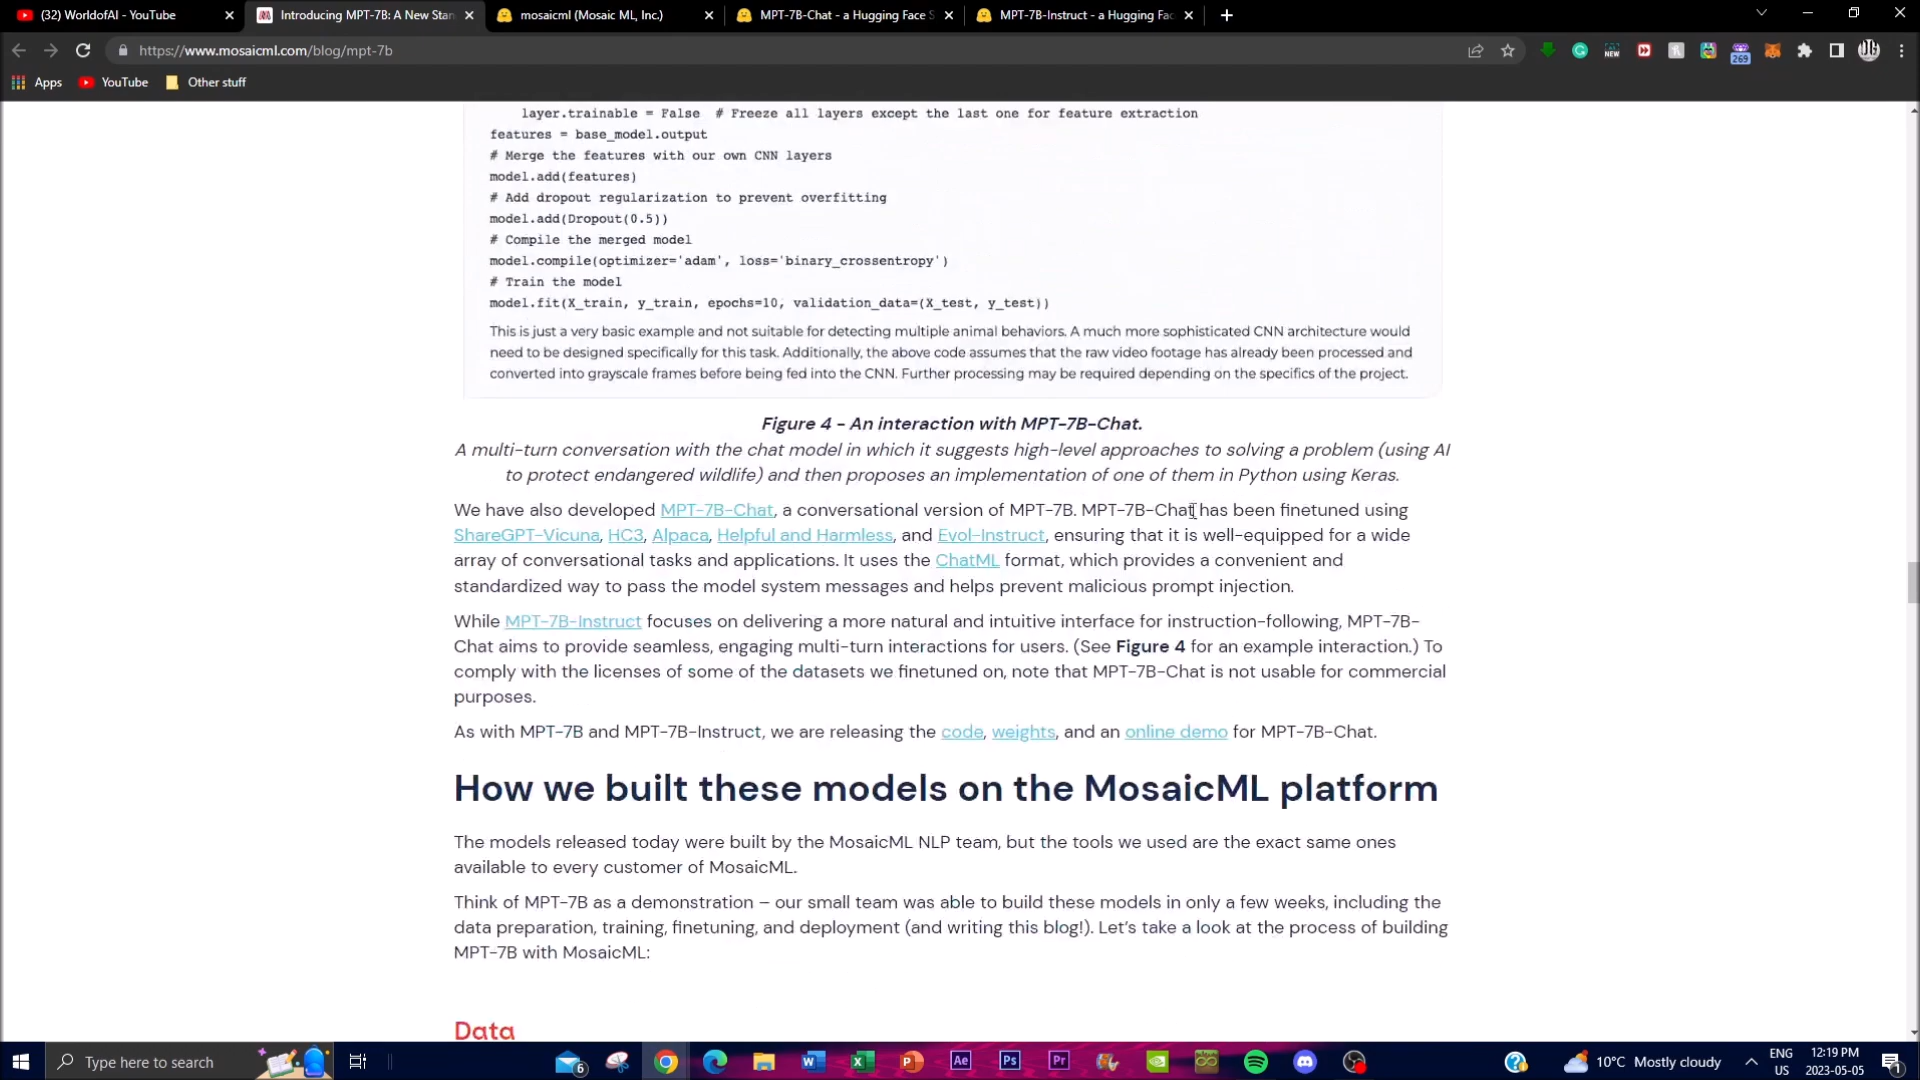 (32) WorldofAI - YouTube
Introducing MPT-7B: A New Stan
mosaicml (Mosaic ML, Inc.)
MPT-7B-Chat - a Hugging Face S
MPT-7B-Instruct - a Hugging Fac
https://www.mosaicml.com/blog/mpt-7b
NEW
269
Apps
YouTube
Other stuff
layer.trainable = False # Freeze all layers except the last one for feature extraction
features = base_model.output
# Merge the features with our own CNN layers
model.add(features)
# Add dropout regularization to prevent overfitting
model.add(Dropout(0.5))
# Compile the merged model
model.compile(optimizer='adam', loss='binary_crossentropy')
# Train the model
model.fit(X_train, y_train, epochs=10, validation_data=(X_test, y_test))
This is just a very basic example and not suitable for detecting multiple animal behaviors. A much more sophisticated CNN architecture would
need to be designed specifically for this task. Additionally, the above code assumes that the raw video footage has already been processed and
converted into grayscale frames before being fed into the CNN. Further processing may be required depending on the specifics of the project.
Figure 4 - An interaction with MPT-7B-Chat.
A multi-turn conversation with the chat model in which it suggests high-level approaches to solving a problem (using AI
to protect endangered wildlife) and then proposes an implementation of one of them in Python using Keras.
We have also developed MPT-7B-Chat, a conversational version of MPT-7B. MPT-7B-Chat has been finetuned using
ShareGPT-Vicuna, HC3, Alpaca, Helpful and Harmless, and Evol-Instruct, ensuring that it is well-equipped for a wide
array of conversational tasks and applications. It uses the ChatML format, which provides a convenient and
standardized way to pass the model system messages and helps prevent malicious prompt injection.
While MPT-7B-Instruct focuses on delivering a more natural and intuitive interface for instruction-following, MPT-7B-
Chat aims to provide seamless, engaging multi-turn interactions for users. (See Figure 4 for an example interaction.) To
comply with the licenses of some of the datasets we finetuned on, note that MPT-7B-Chat is not usable for commercial
purposes.
As with MPT-7B and MPT-7B-Instruct, we are releasing the code, weights, and an online demo for MPT-7B-Chat.
How we built these models on the MosaicML platform
The models released today were built by the MosaicML NLP team, but the tools we used are the exact same ones
available to every customer of MosaicML.
Think of MPT-7B as a demonstration – our small team was able to build these models in only a few weeks, including the
data preparation, training, finetuning, and deployment (and writing this blog!). Let's take a look at the process of building
MPT-7B with MosaicML:
Data
Type here to search
6
Ae
Ps
Pr
10°C Mostly cloudy
ENG
US
12:19 PM
2023-05-05
1